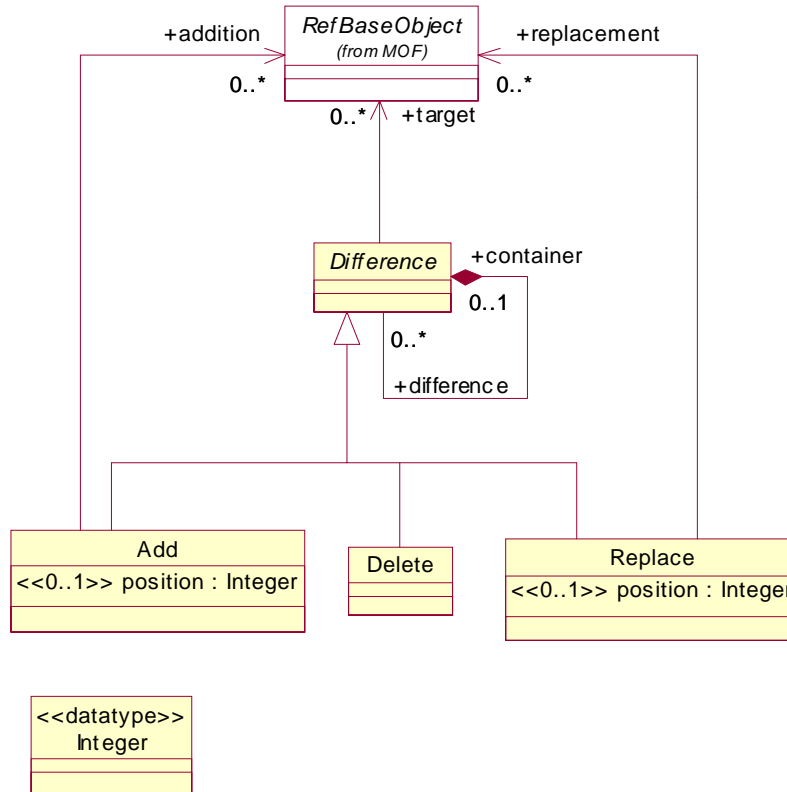 +addition
RefBaseObject
(from MOF)
+replacement
0..*
0..*
0..*
+target
Difference
+container
0..1
0..*
+difference
Add
<<0..1>> position : Integer
Delete
Replace
<<0..1>> position : Integer
<<datatype>>
Integer